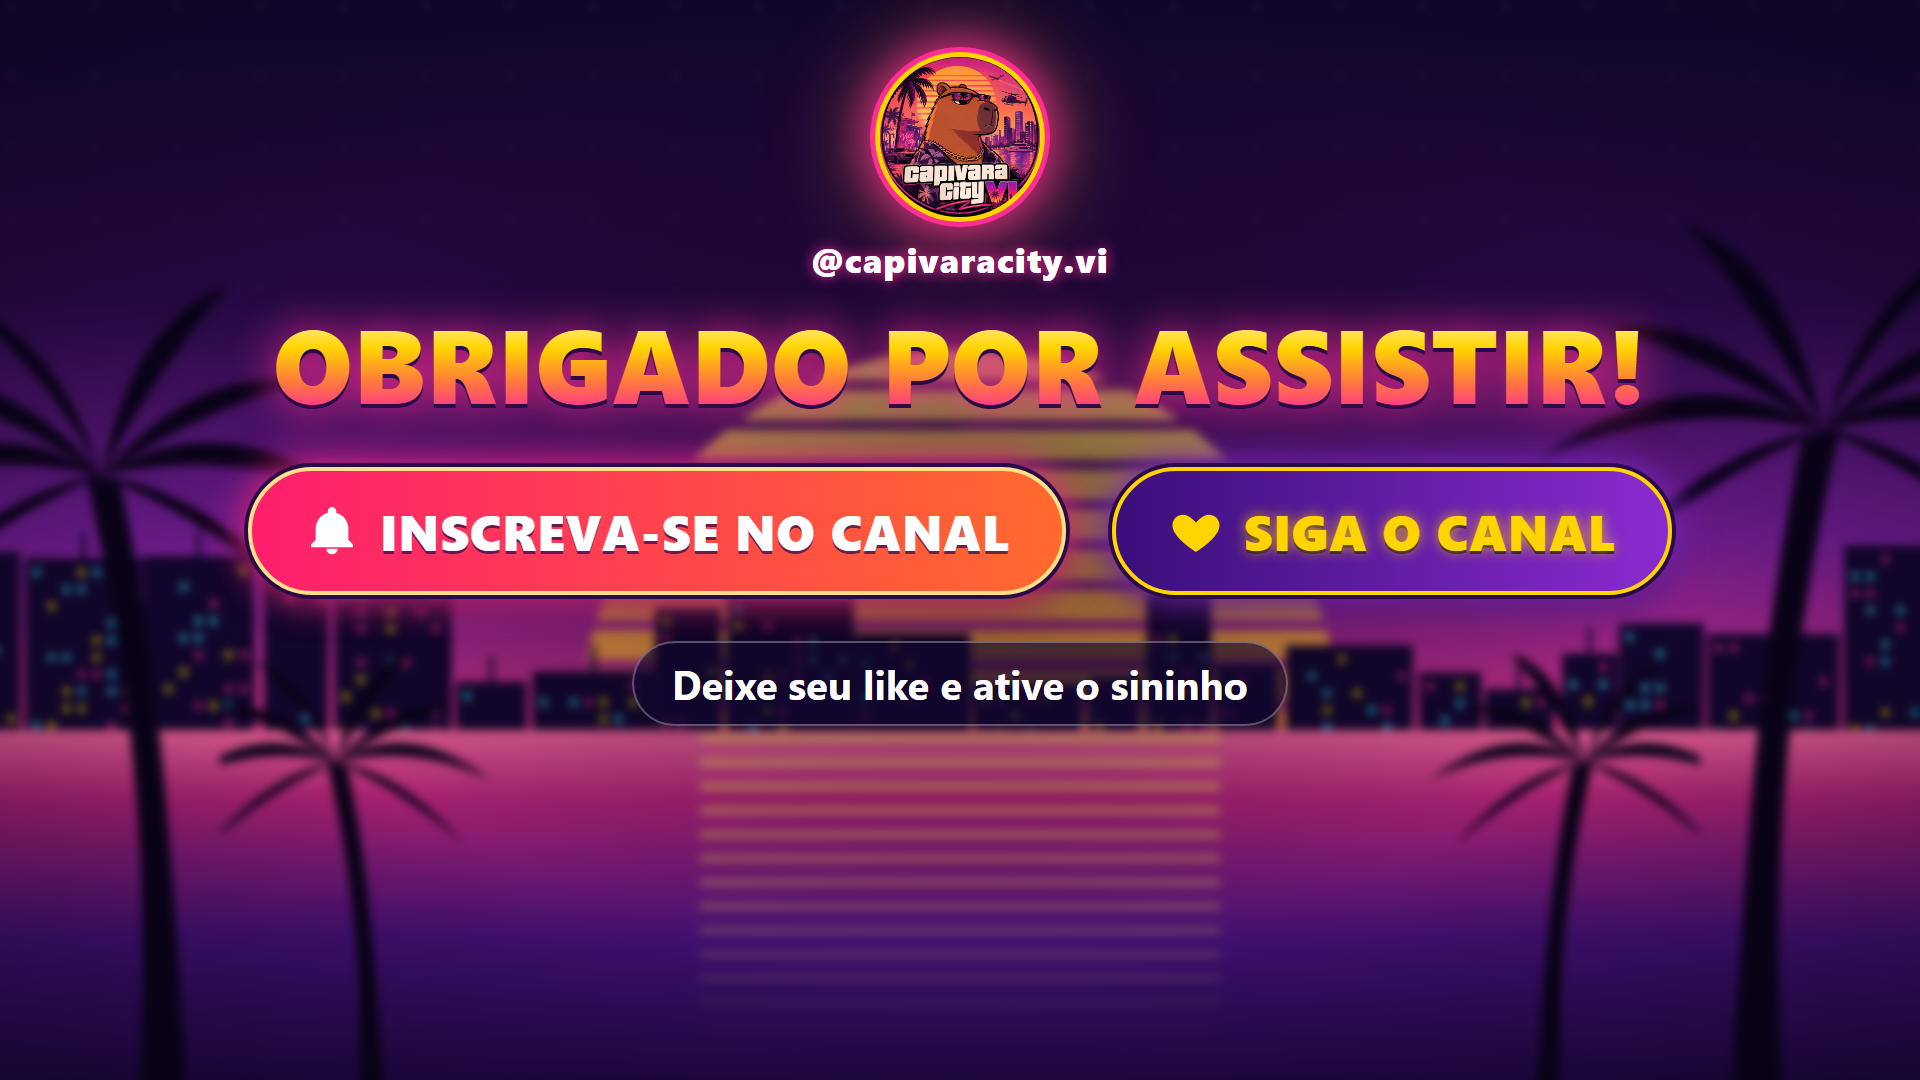 CAPIVARA
CITY VI
@capivaracity.vi
OBRIGADO POR ASSISTIR!
INSCREVA-SE NO CANAL
SIGA O CANAL
Deixe seu like e ative o sininho